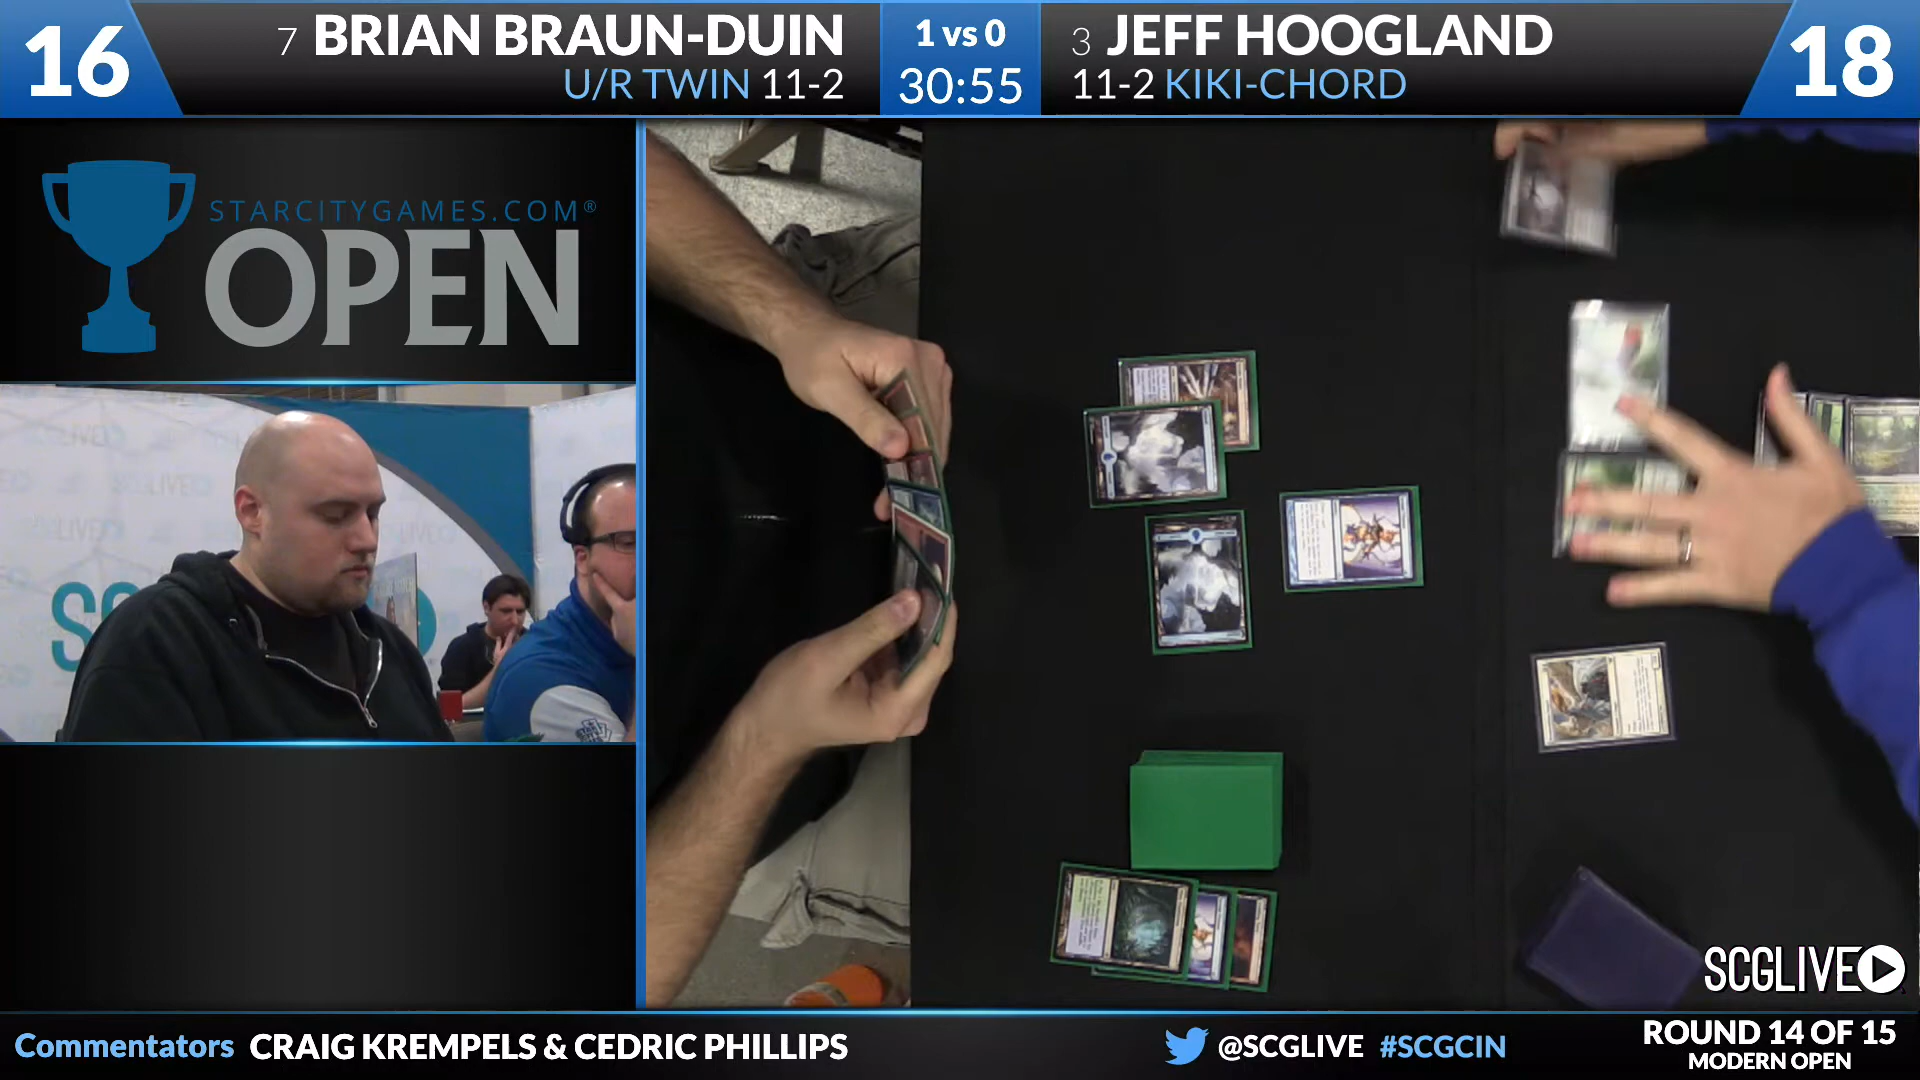 16
7 BRIAN BRAUN-DUIN
U/R TWIN 11-2
1 vs 0
30:55
3 JEFF HOOGLAND
11-2 KIKI-CHORD
18
STARCITYGAMES.COM®
OPEN
SCGLIVE
Commentators CRAIG KREMPELS & CEDRIC PHILLIPS
@SCGLIVE #SCGCIN
ROUND 14 OF 15
MODERN OPEN